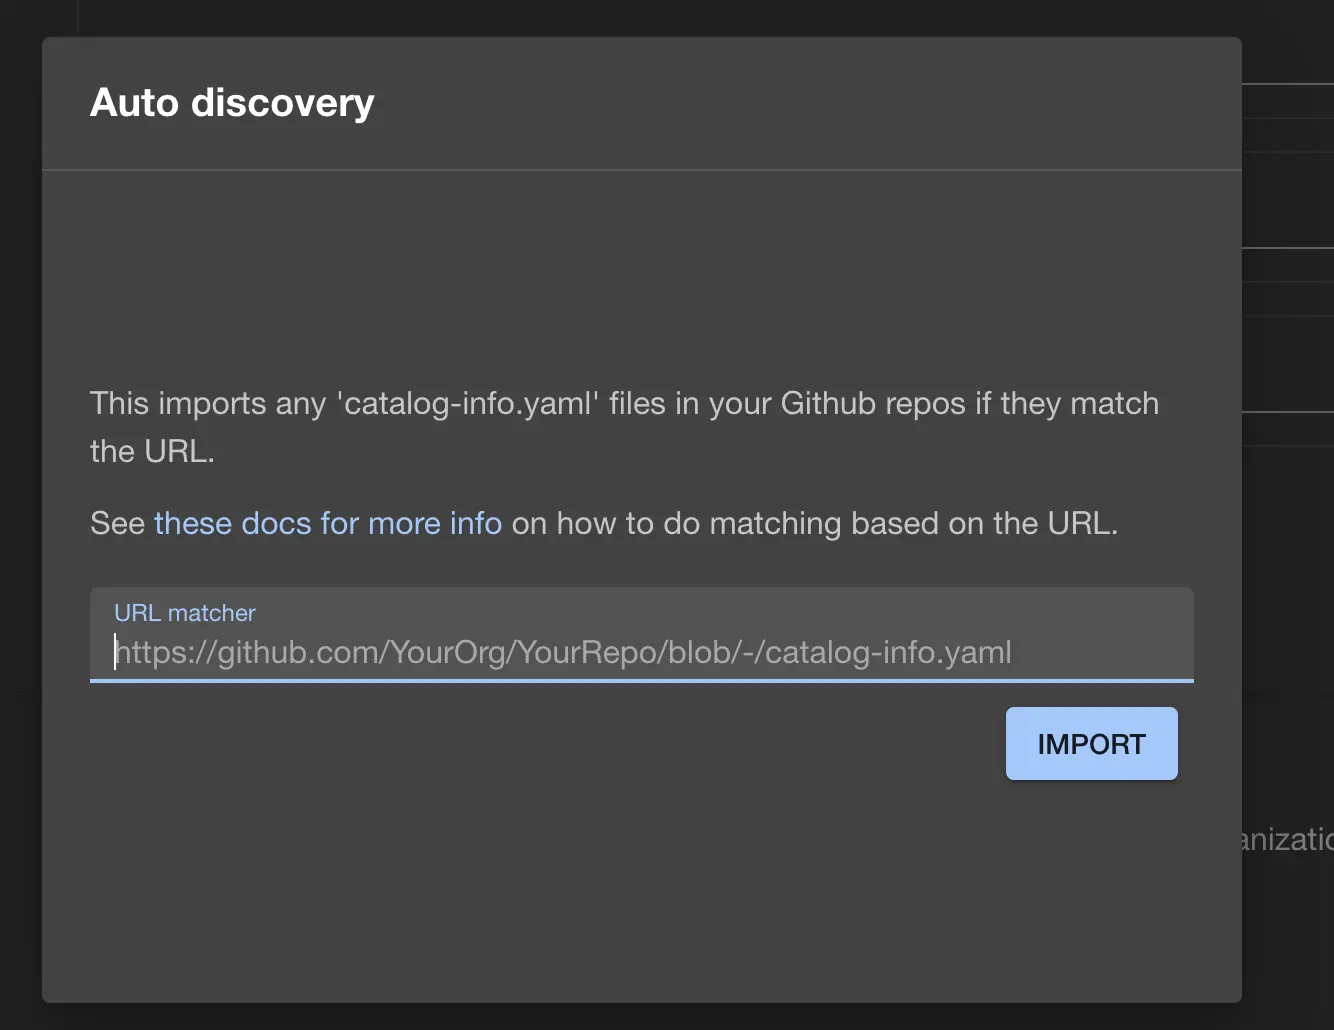 Auto discovery
This imports any 'catalog-info.yaml' files in your Github repos if they match
the URL.
See these docs for more info on how to do matching based on the URL.
URL matcher
https://github.com/YourOrg/YourRepo/blob/-/catalog-info.yaml
IMPORT